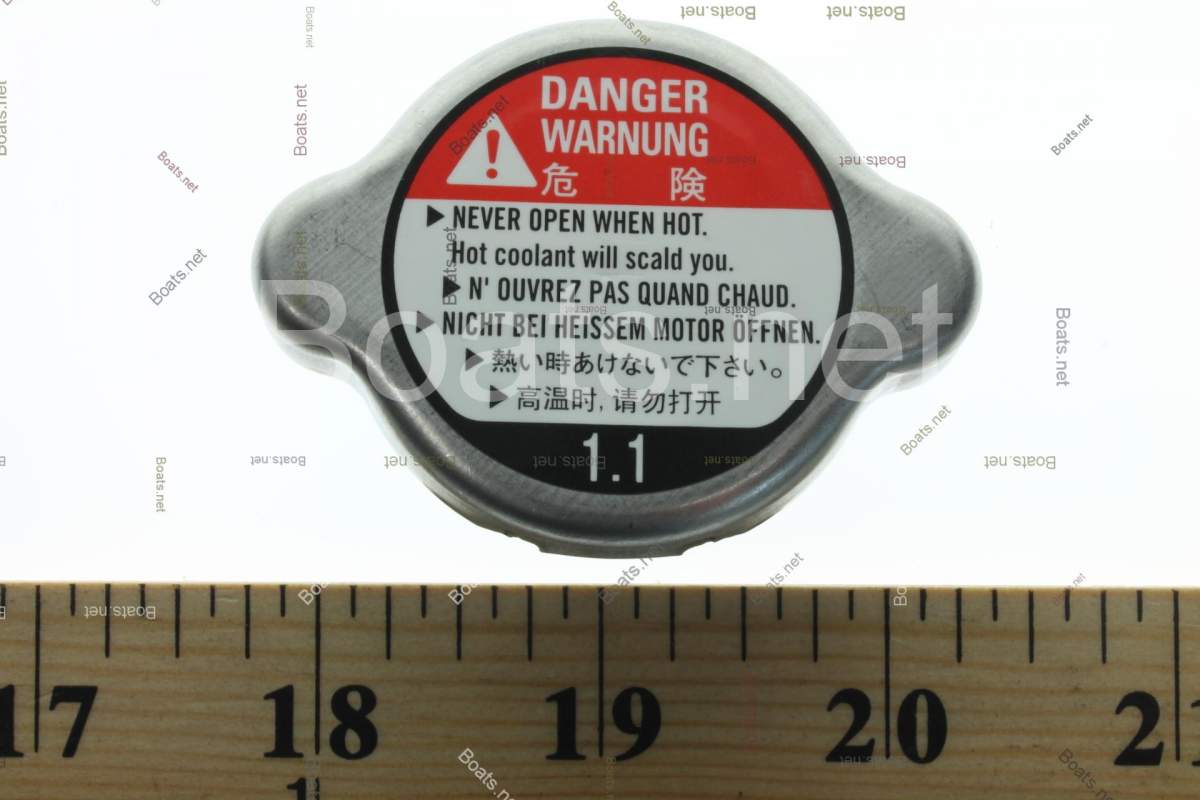 DANGER
WARNUNG
危 険
▶ NEVER OPEN WHEN HOT.
Hot coolant will scald you.
▶ N' OUVREZ PAS QUAND CHAUD.
▶ NICHT BEI HEISSEM MOTOR ÖFFNEN.
▶ 熱い時あけないで下さい。
▶ 高温时, 请勿打开
1.1
Boats.net
17 18 19 20 2
1